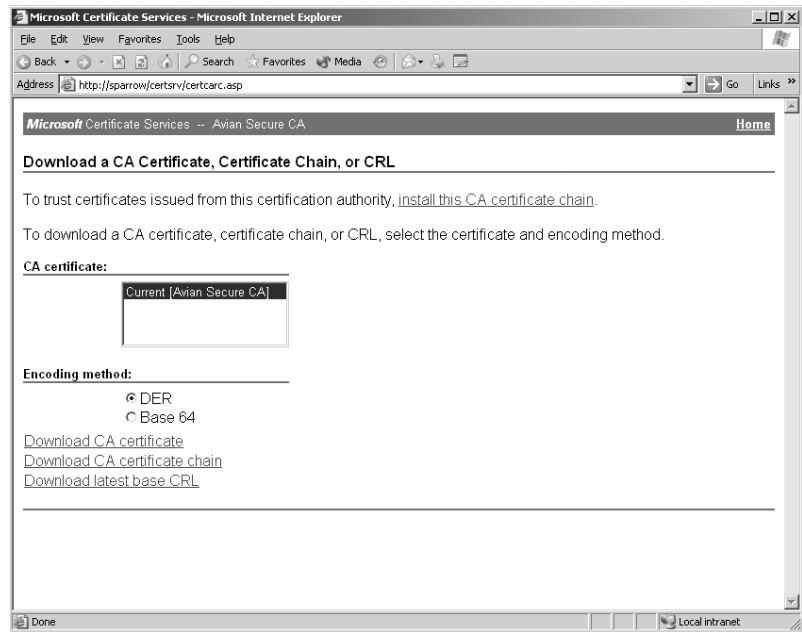 Microsoft Certificate Services - Microsoft Internet Explorer
File Edit View Favorites Tools Help
Back Search Favorites Media
Address http://sparrow/certsrv/certcarc.asp Go Links »
Microsoft Certificate Services -- Avian Secure CA Home
Download a CA Certificate, Certificate Chain, or CRL
To trust certificates issued from this certification authority, install this CA certificate chain.
To download a CA certificate, certificate chain, or CRL, select the certificate and encoding method.
CA certificate:
Current [Avian Secure CA]
Encoding method:
DER
Base 64
Download CA certificate
Download CA certificate chain
Download latest base CRL
Done Local intranet